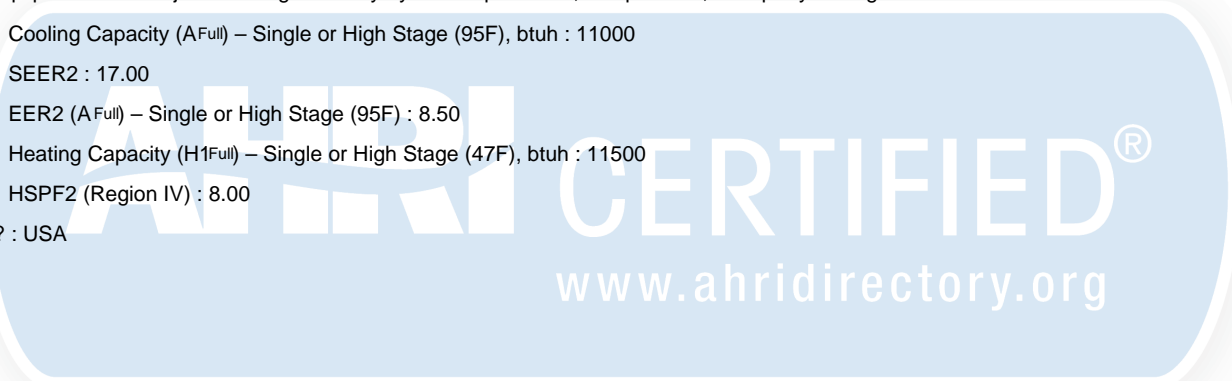 Cooling Capacity (AFull) – Single or High Stage (95F), btuh : 11000
SEER2 : 17.00
EER2 (AFull) – Single or High Stage (95F) : 8.50
Heating Capacity (H1Full) – Single or High Stage (47F), btuh : 11500
HSPF2 (Region IV) : 8.00
? : USA
AHRI CERTIFIED®
www.ahridirectory.org